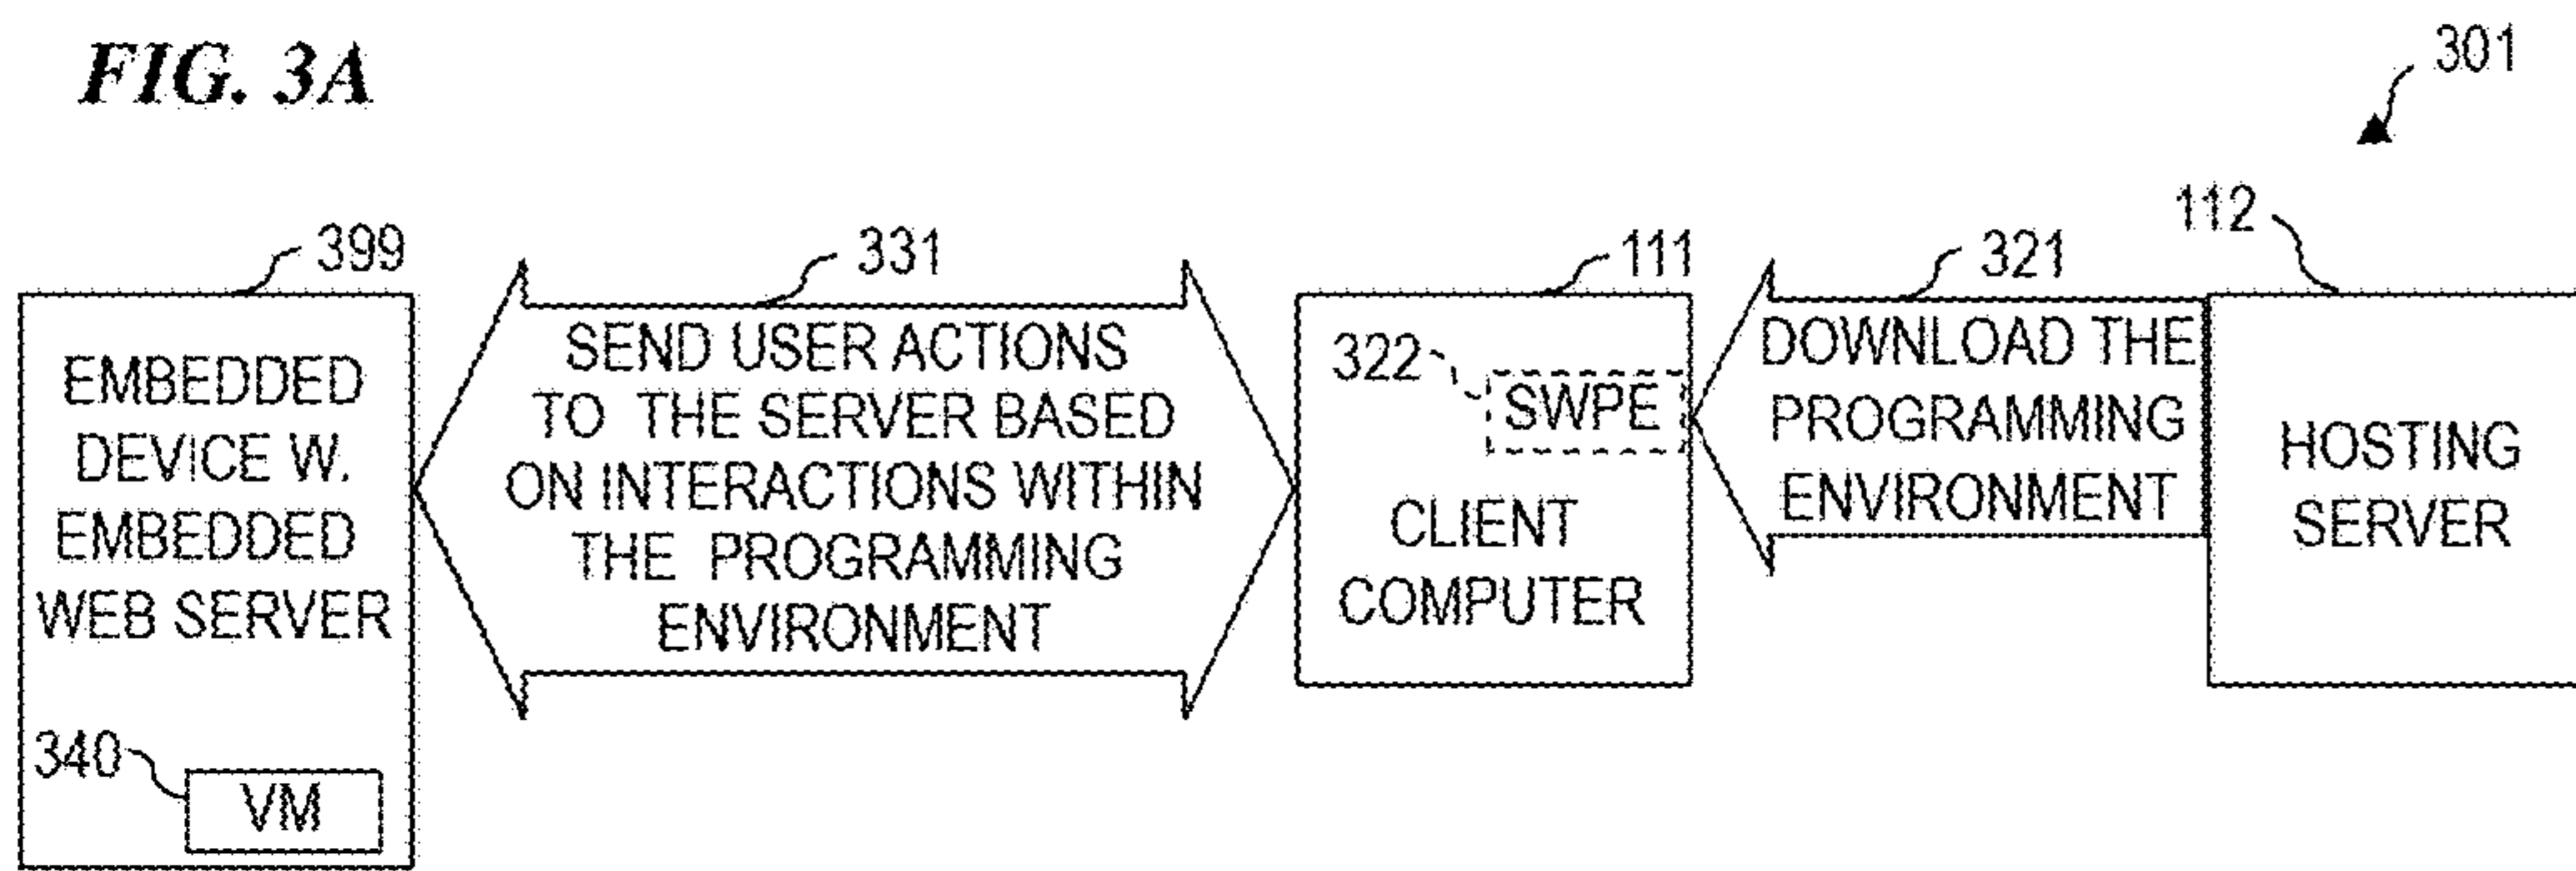 FIG. 3A
301
399
EMBEDDED
DEVICE W.
EMBEDDED
WEB SERVER
340
VM
331
SEND USER ACTIONS
TO THE SERVER BASED
ON INTERACTIONS WITHIN
THE PROGRAMMING
ENVIRONMENT
111
322
SWPE
CLIENT
COMPUTER
321
DOWNLOAD THE
PROGRAMMING
ENVIRONMENT
112
HOSTING
SERVER